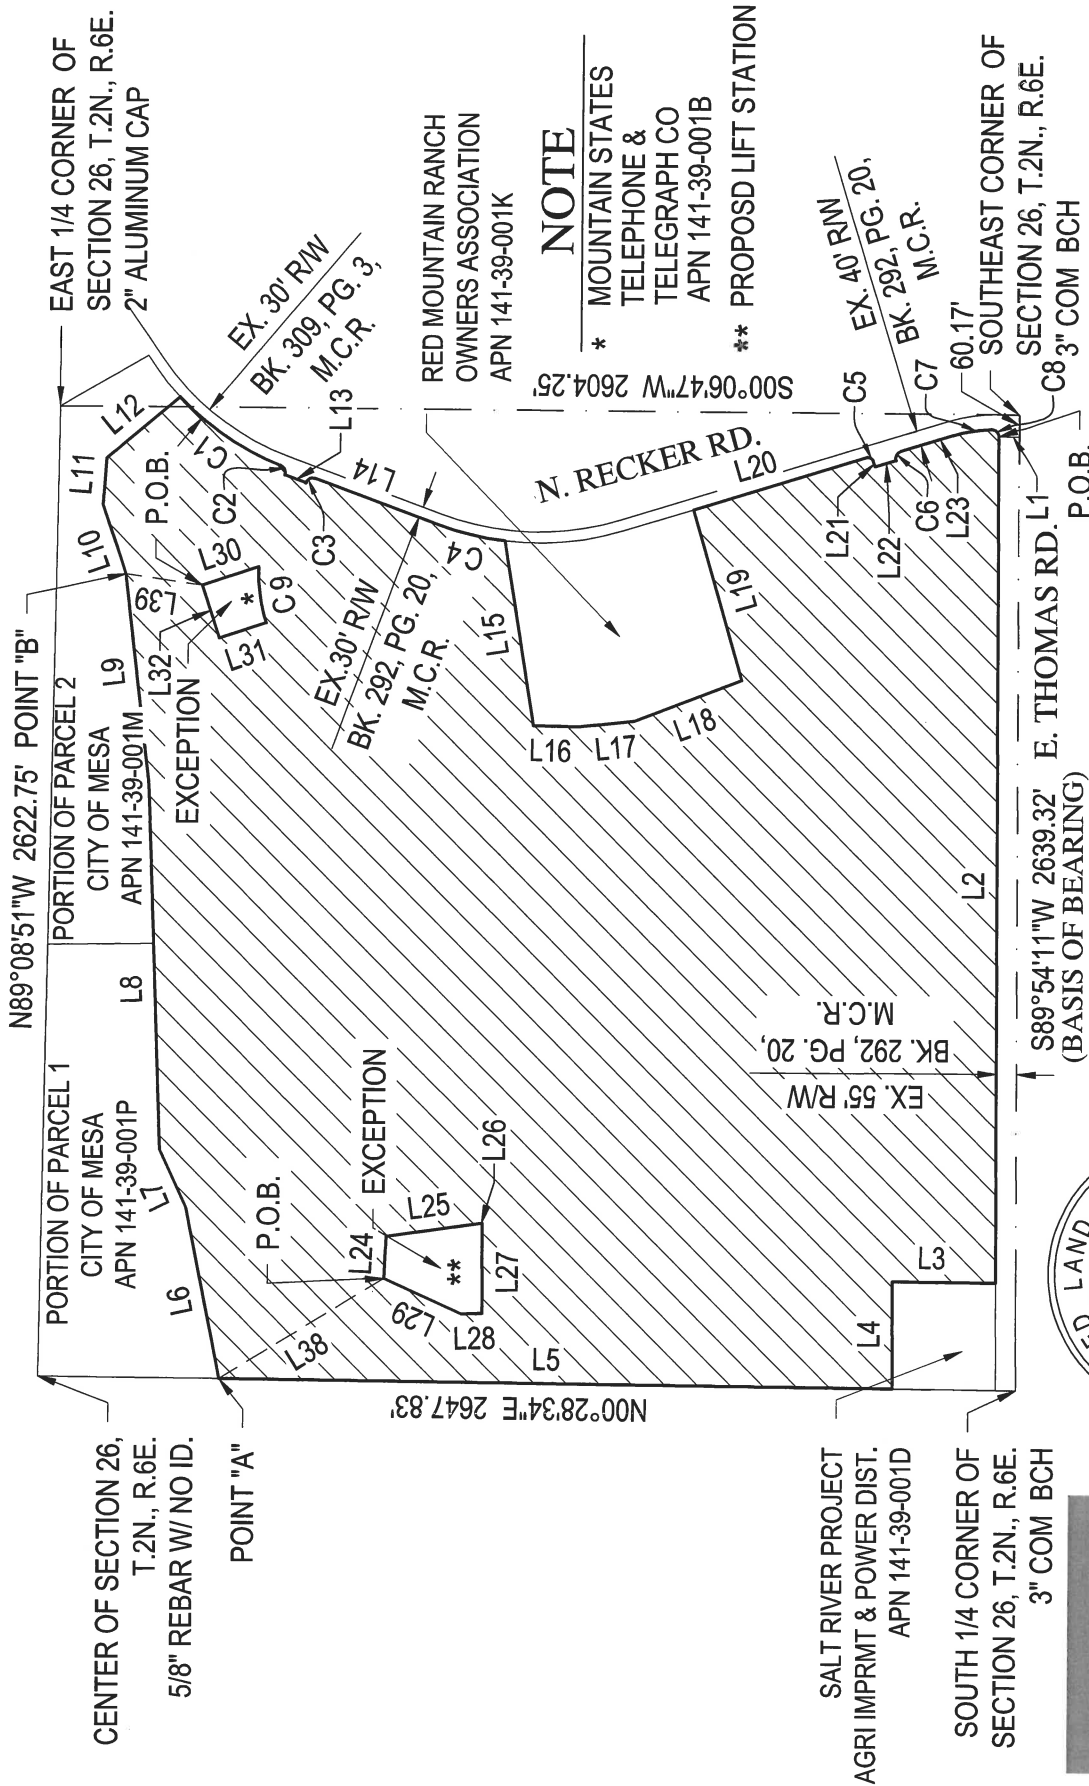 EAST 1/4 CORNER OF
SECTION 26, T.2N., R.6E.
2" ALUMINUM CAP
N89°08'51"W 2622.75' POINT "B"
CENTER OF SECTION 26,
T.2N., R.6E.
5/8" REBAR W/ NO ID.
POINT "A"
PORTION OF PARCEL 1
CITY OF MESA
APN 141-39-001P
PORTION OF PARCEL 2
CITY OF MESA
APN 141-39-001M
L6
L7
L8
L9
L10
L11
L12
P.O.B.
L39
L30
L32
*
L31
C9
EXCEPTION
C1
C2
L13
C3
L14
EX. 30' R/W
BK. 309, PG. 3,
M.C.R.
EX.30' R/W
BK. 292, PG. 20,
M.C.R.
C4
RED MOUNTAIN RANCH
OWNERS ASSOCIATION
APN 141-39-001K
NOTE
* MOUNTAIN STATES
TELEPHONE &
TELEGRAPH CO
APN 141-39-001B
** PROPOSD LIFT STATION
S00°06'47"W 2604.25'
P.O.B.
L38
L24
EXCEPTION
L25
**
L26
L27
L28
L29
L5
N00°28'34"E 2647.83'
L15
L16
L17
L18
L19
N. RECKER RD.
L20
EX. 40' R/W
BK. 292, PG. 20,
M.C.R.
C5
L21
L22
C6
L23
C7
60.17'
SOUTHEAST CORNER OF
SECTION 26, T.2N., R.6E.
3" COM BCH
C8
L1
P.O.B.
L2
L3
L4
EX. 55' R/W
BK. 292, PG. 20,
M.C.R.
SALT RIVER PROJECT
AGRI IMPRMT & POWER DIST.
APN 141-39-001D
SOUTH 1/4 CORNER OF
SECTION 26, T.2N., R.6E.
3" COM BCH
S89°54'11"W 2639.32' E. THOMAS RD.
(BASIS OF BEARING)
LAND